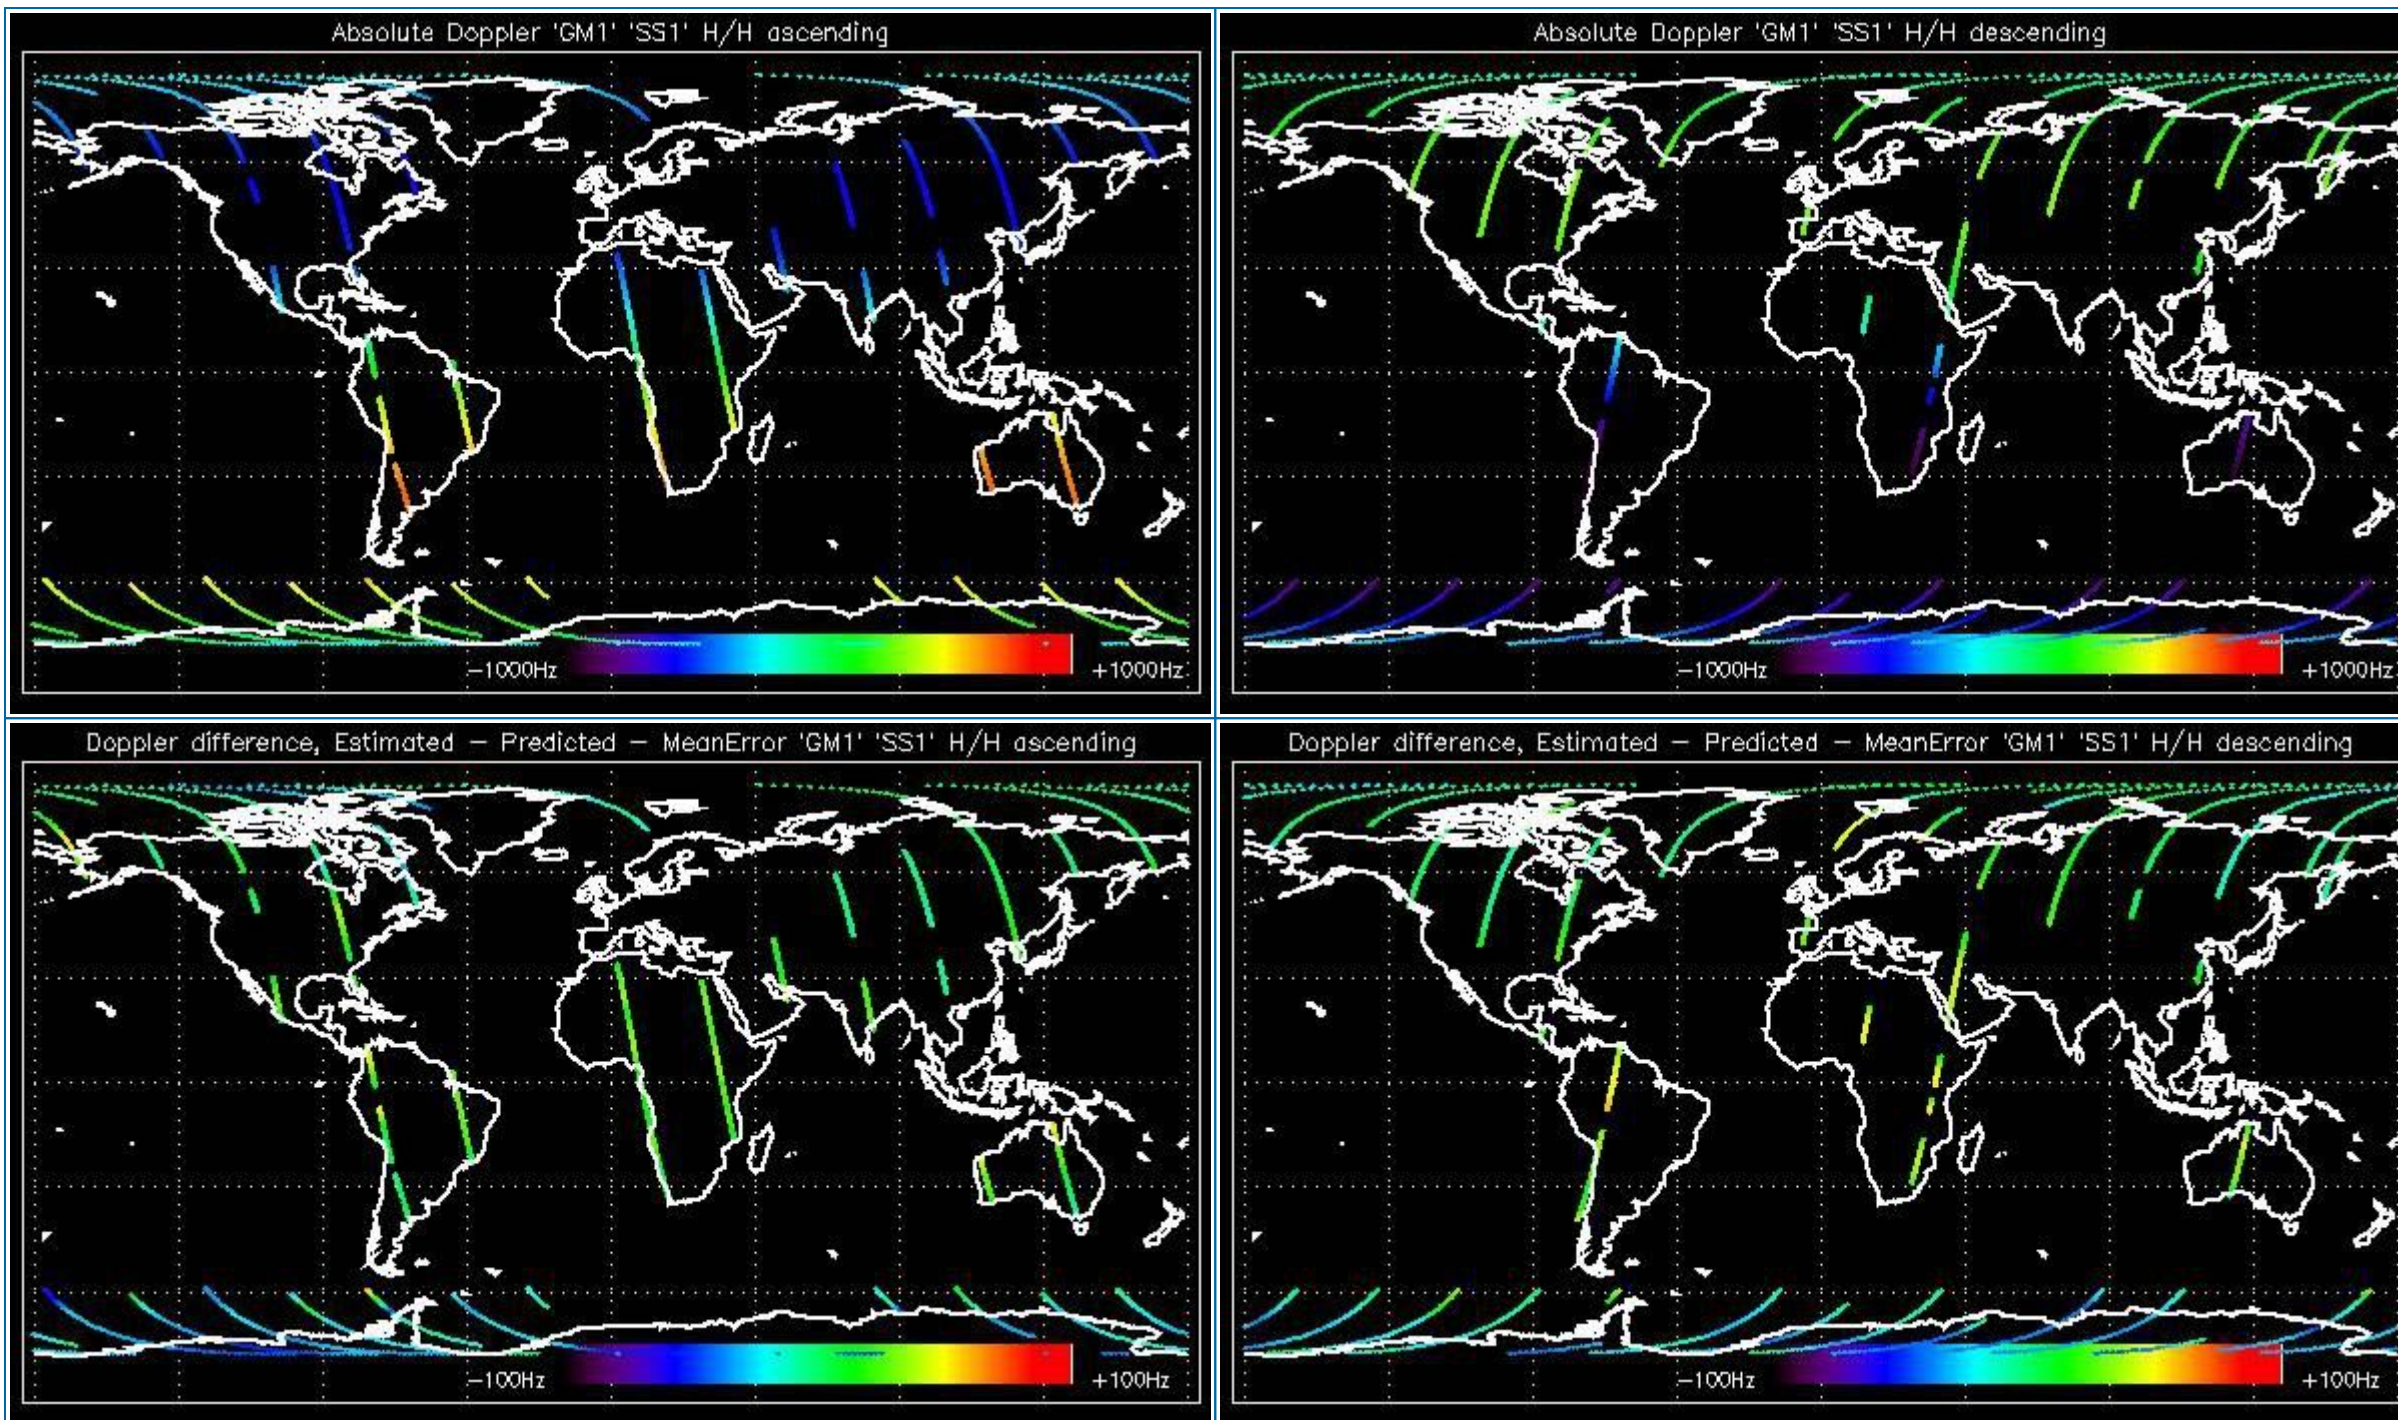 Absolute Doppler 'GM1' 'SS1' H/H ascending
-1000Hz
+1000Hz
Absolute Doppler 'GM1' 'SS1' H/H descending
-1000Hz
+1000Hz
Doppler difference, Estimated - Predicted - MeanError 'GM1' 'SS1' H/H ascending
-100Hz
+100Hz
Doppler difference, Estimated - Predicted - MeanError 'GM1' 'SS1' H/H descending
-100Hz
+100Hz